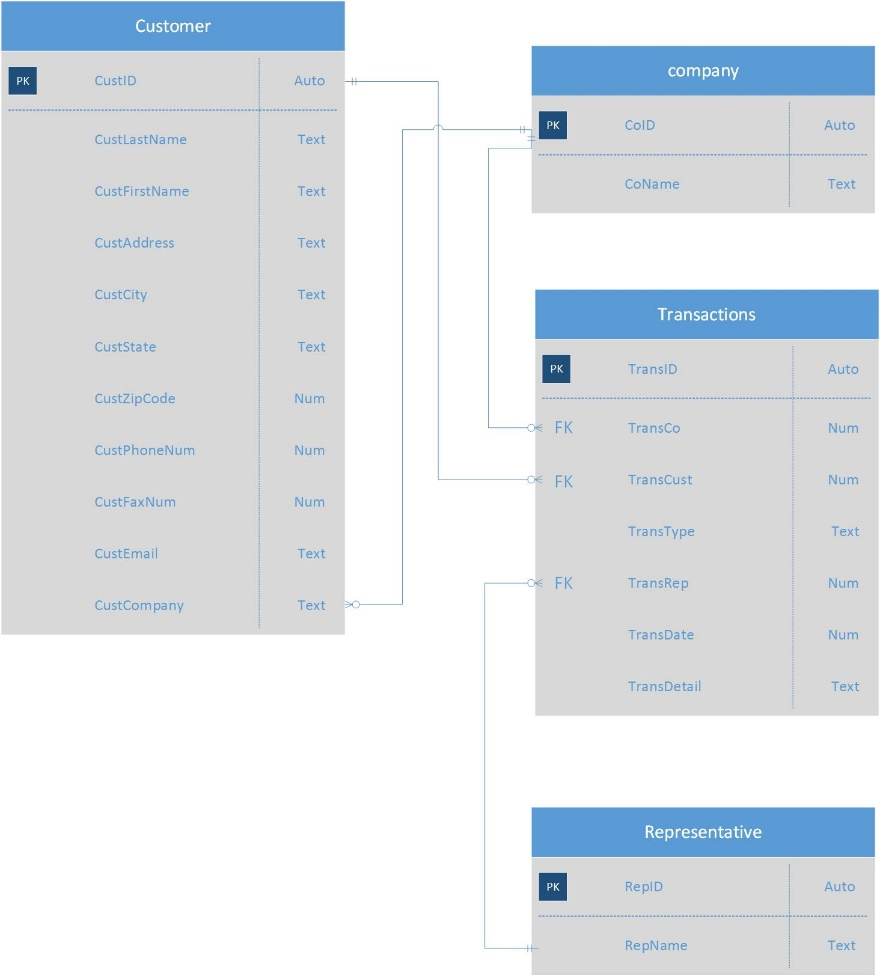 Customer
PK CustID Auto
CustLastName Text
CustFirstName Text
CustAddress Text
CustCity Text
CustState Text
CustZipCode Num
CustPhoneNum Num
CustFaxNum Num
CustEmail Text
CustCompany Text
company
PK CoID Auto
CoName Text
Transactions
PK TransID Auto
FK TransCo Num
FK TransCust Num
TransType Text
FK TransRep Num
TransDate Num
TransDetail Text
Representative
PK RepID Auto
RepName Text